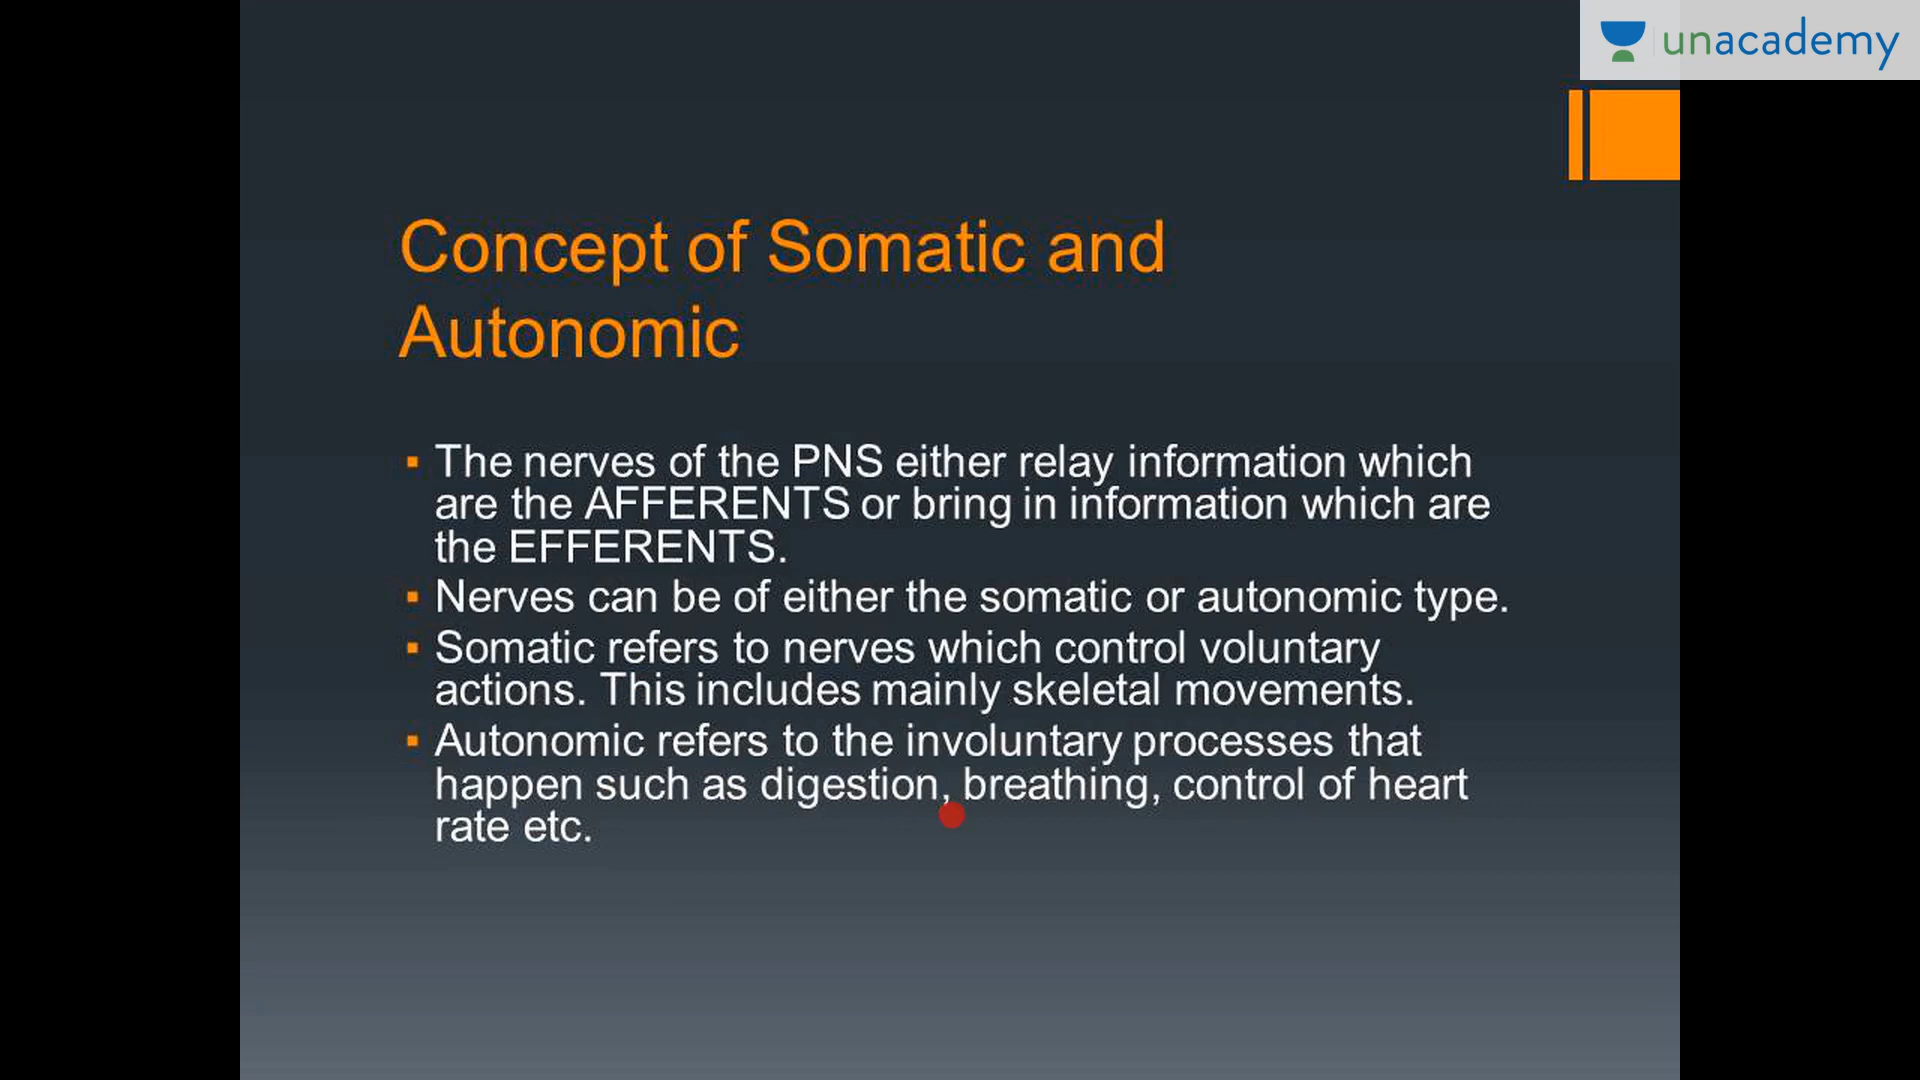 unacademy
Concept of Somatic and
Autonomic
▪ The nerves of the PNS either relay information which
are the AFFERENTS or bring in information which are
the EFFERENTS.
▪ Nerves can be of either the somatic or autonomic type.
▪ Somatic refers to nerves which control voluntary
actions. This includes mainly skeletal movements.
▪ Autonomic refers to the involuntary processes that
happen such as digestion, breathing, control of heart
rate etc.